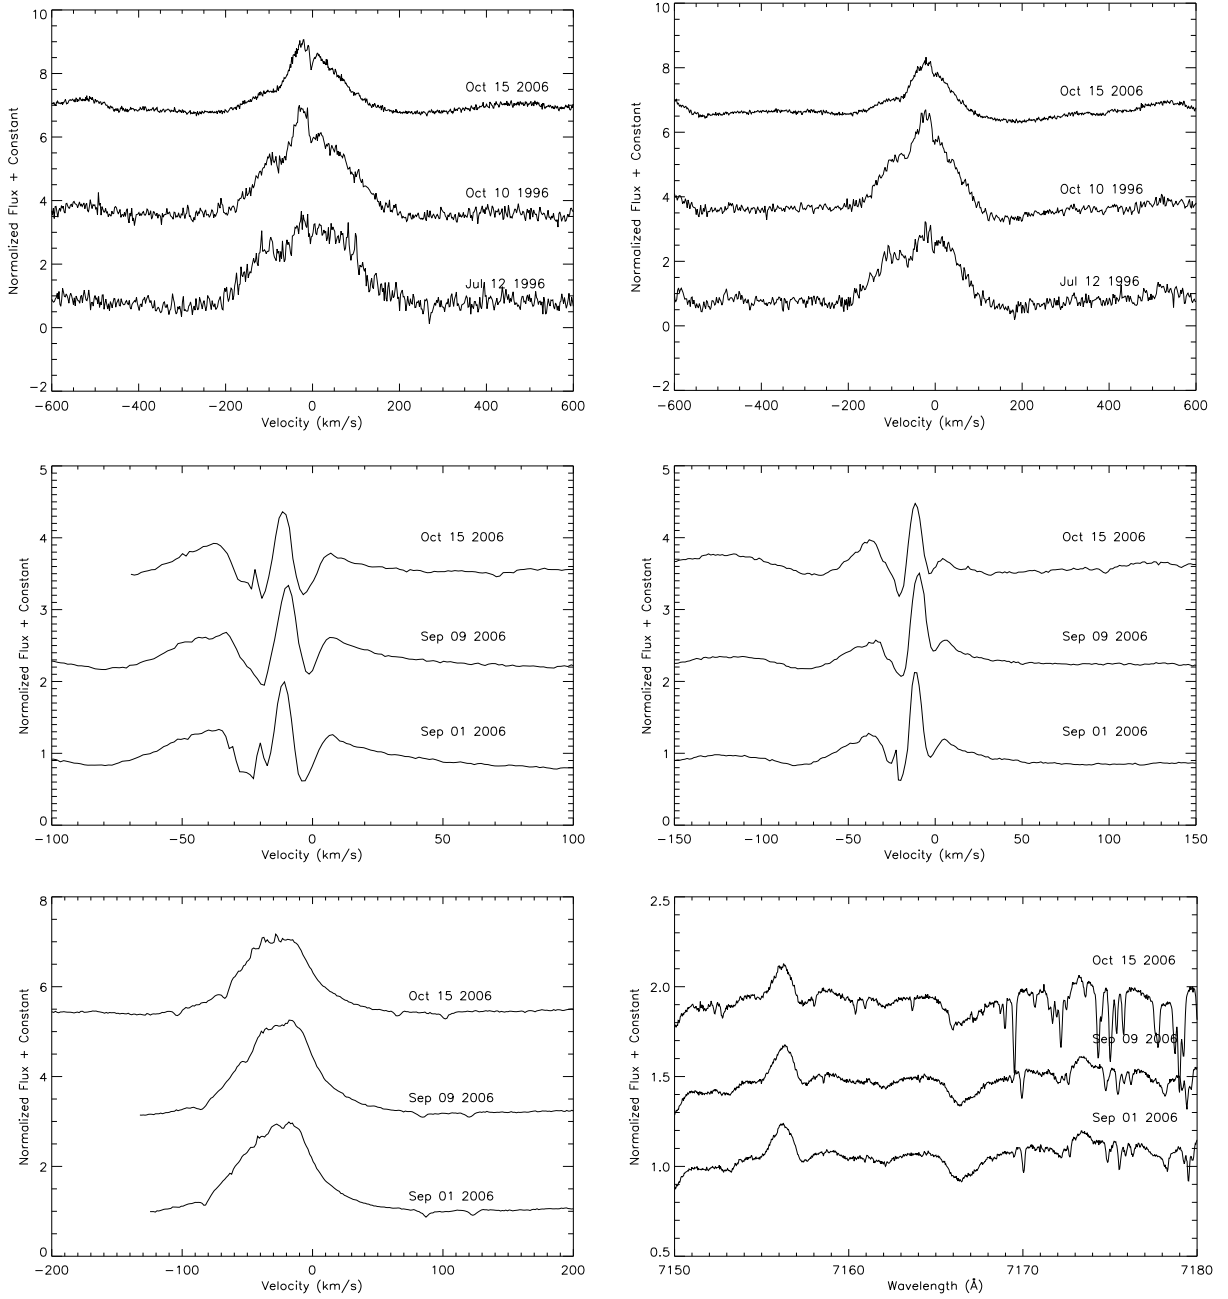 10
8
6
4
2
0
−2
Normalized Flux + Constant
Oct 15 2006
Oct 10 1996
Jul 12 1996
−600 −400 −200 0 200 400 600
Velocity (km/s)
10
8
6
4
2
0
−2
Normalized Flux + Constant
Oct 15 2006
Oct 10 1996
Jul 12 1996
−600 −400 −200 0 200 400 600
Velocity (km/s)
5
4
3
2
1
0
Normalized Flux + Constant
Oct 15 2006
Sep 09 2006
Sep 01 2006
−100 −50 0 50 100
Velocity (km/s)
5
4
3
2
1
0
Normalized Flux + Constant
Oct 15 2006
Sep 09 2006
Sep 01 2006
−150 −100 −50 0 50 100 150
Velocity (km/s)
8
6
4
2
0
Normalized Flux + Constant
Oct 15 2006
Sep 09 2006
Sep 01 2006
−200 −100 0 100 200
Velocity (km/s)
2.5
2.0
1.5
1.0
0.5
Normalized Flux + Constant
Oct 15 2006
Sep 09 2006
Sep 01 2006
7150 7160 7170 7180
Wavelength (Å)